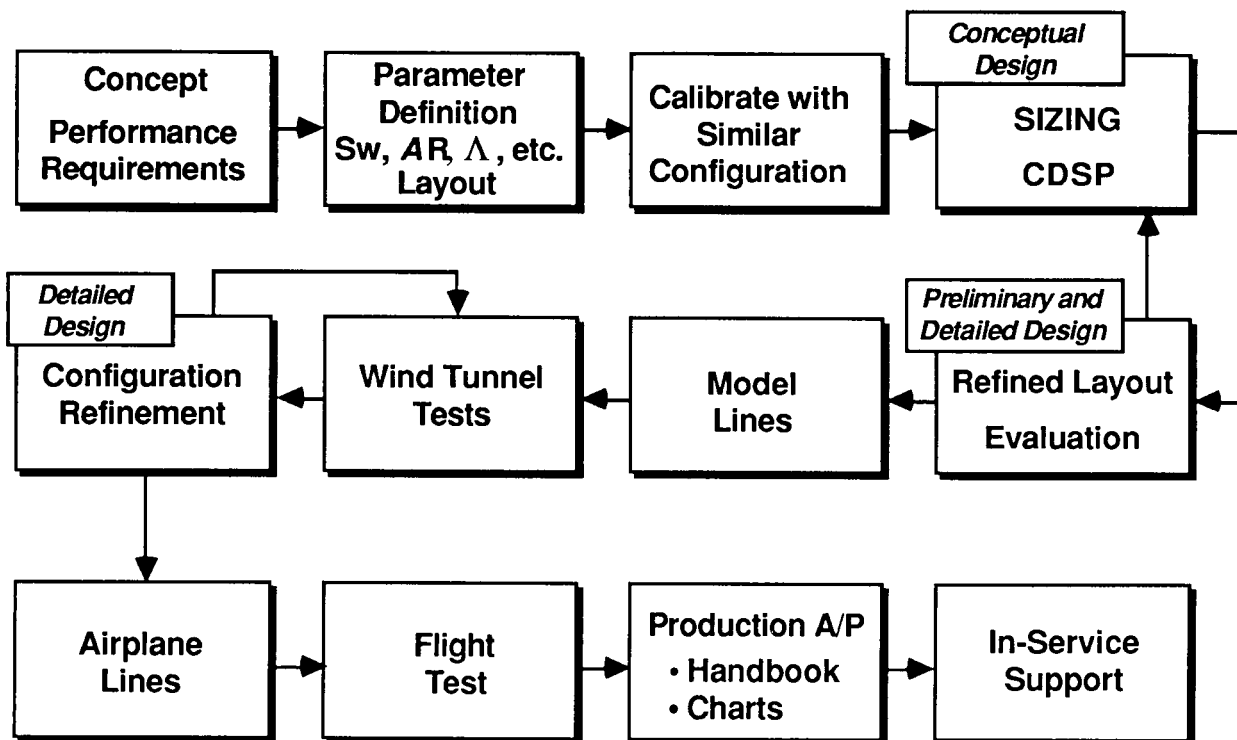 Concept
Performance
Requirements
Parameter
Definition
Sw, AR, Λ, etc.
Layout
Calibrate with
Similar
Configuration
Conceptual
Design
SIZING
CDSP
Detailed
Design
Configuration
Refinement
Wind Tunnel
Tests
Model
Lines
Preliminary and
Detailed Design
Refined Layout
Evaluation
Airplane
Lines
Flight
Test
Production A/P
• Handbook
• Charts
In-Service
Support